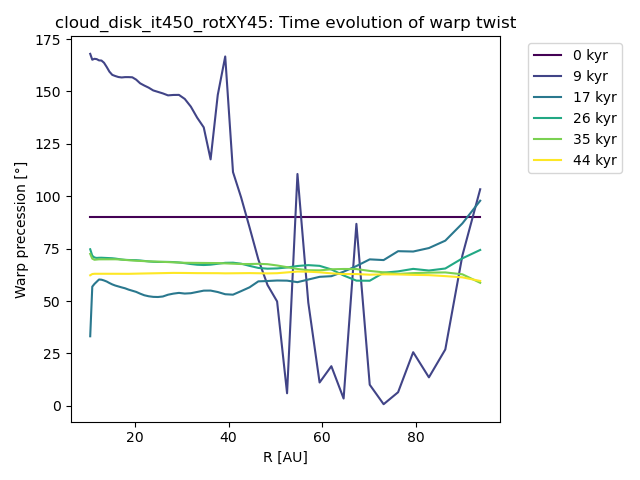 cloud_disk_it450_rotXY45: Time evolution of warp twist
175
150
125
100
75
50
25
0
Warp precession [°]
20
40
60
80
R [AU]
0 kyr
9 kyr
17 kyr
26 kyr
35 kyr
44 kyr